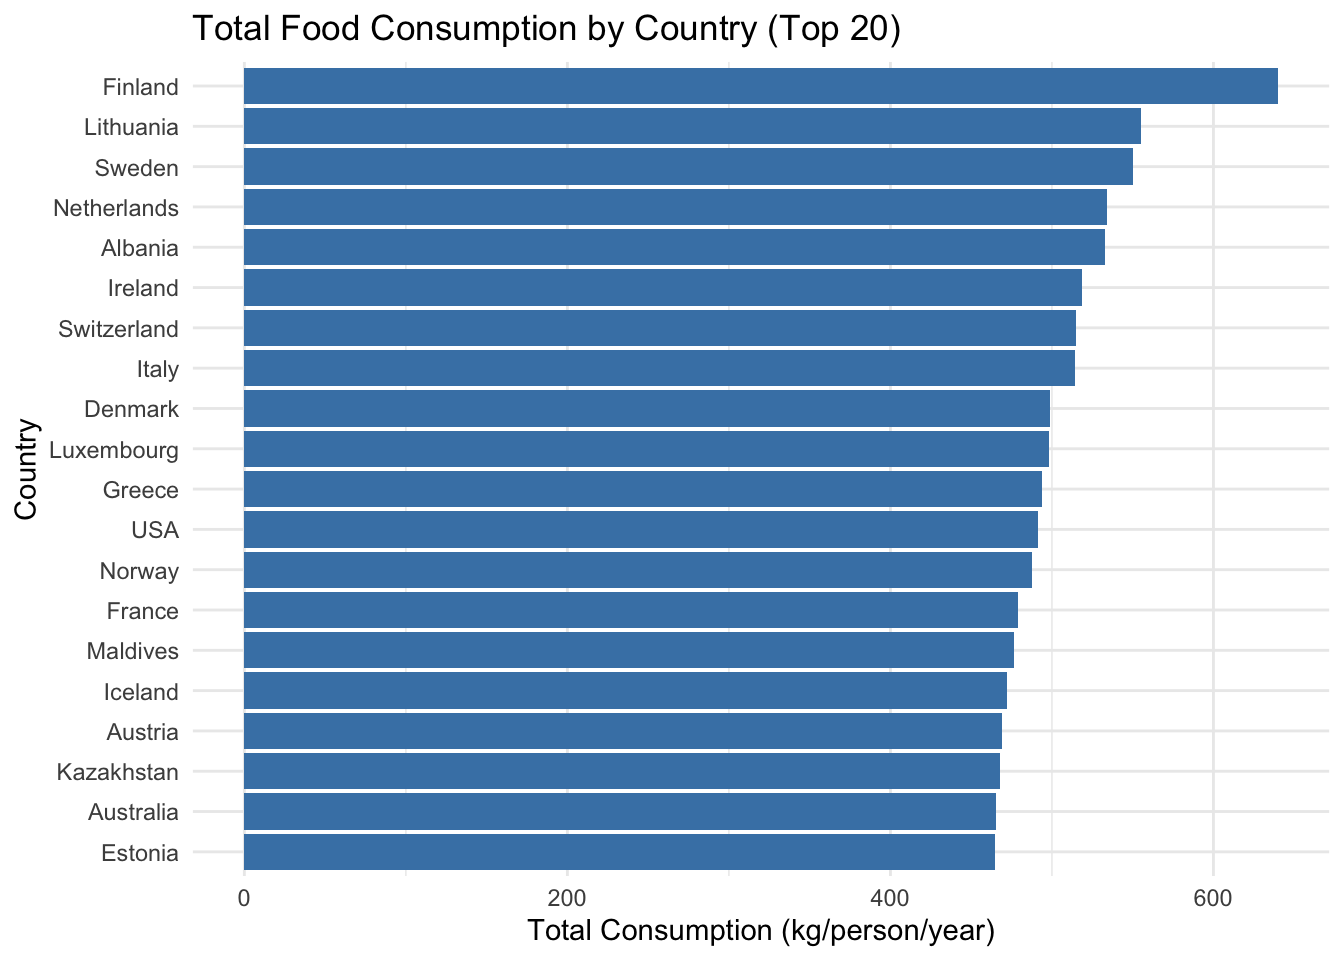 Total Food Consumption by Country (Top 20)
Country
Finland
Lithuania
Sweden
Netherlands
Albania
Ireland
Switzerland
Italy
Denmark
Luxembourg
Greece
USA
Norway
France
Maldives
Iceland
Austria
Kazakhstan
Australia
Estonia
0 200 400 600
Total Consumption (kg/person/year)